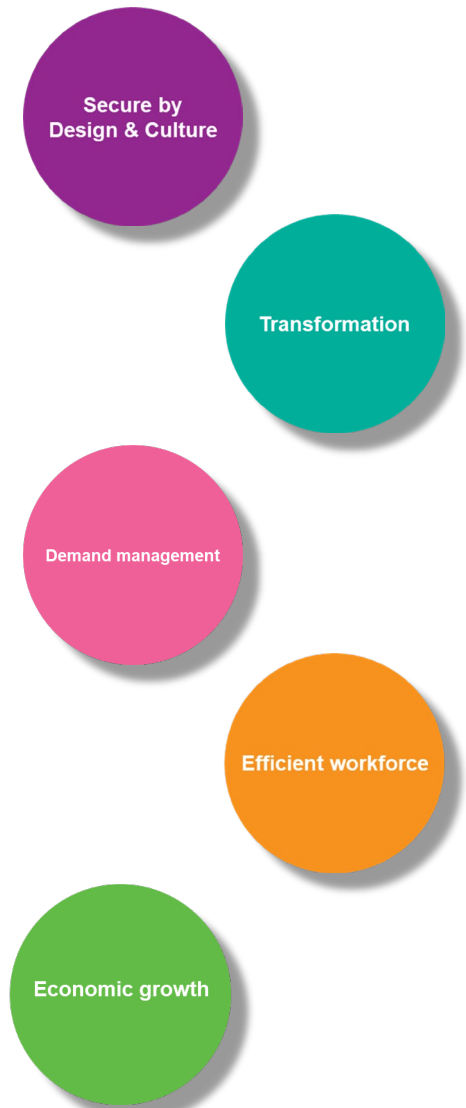 Secure by
Design & Culture
Transformation
Demand management
Efficient workforce
Economic growth